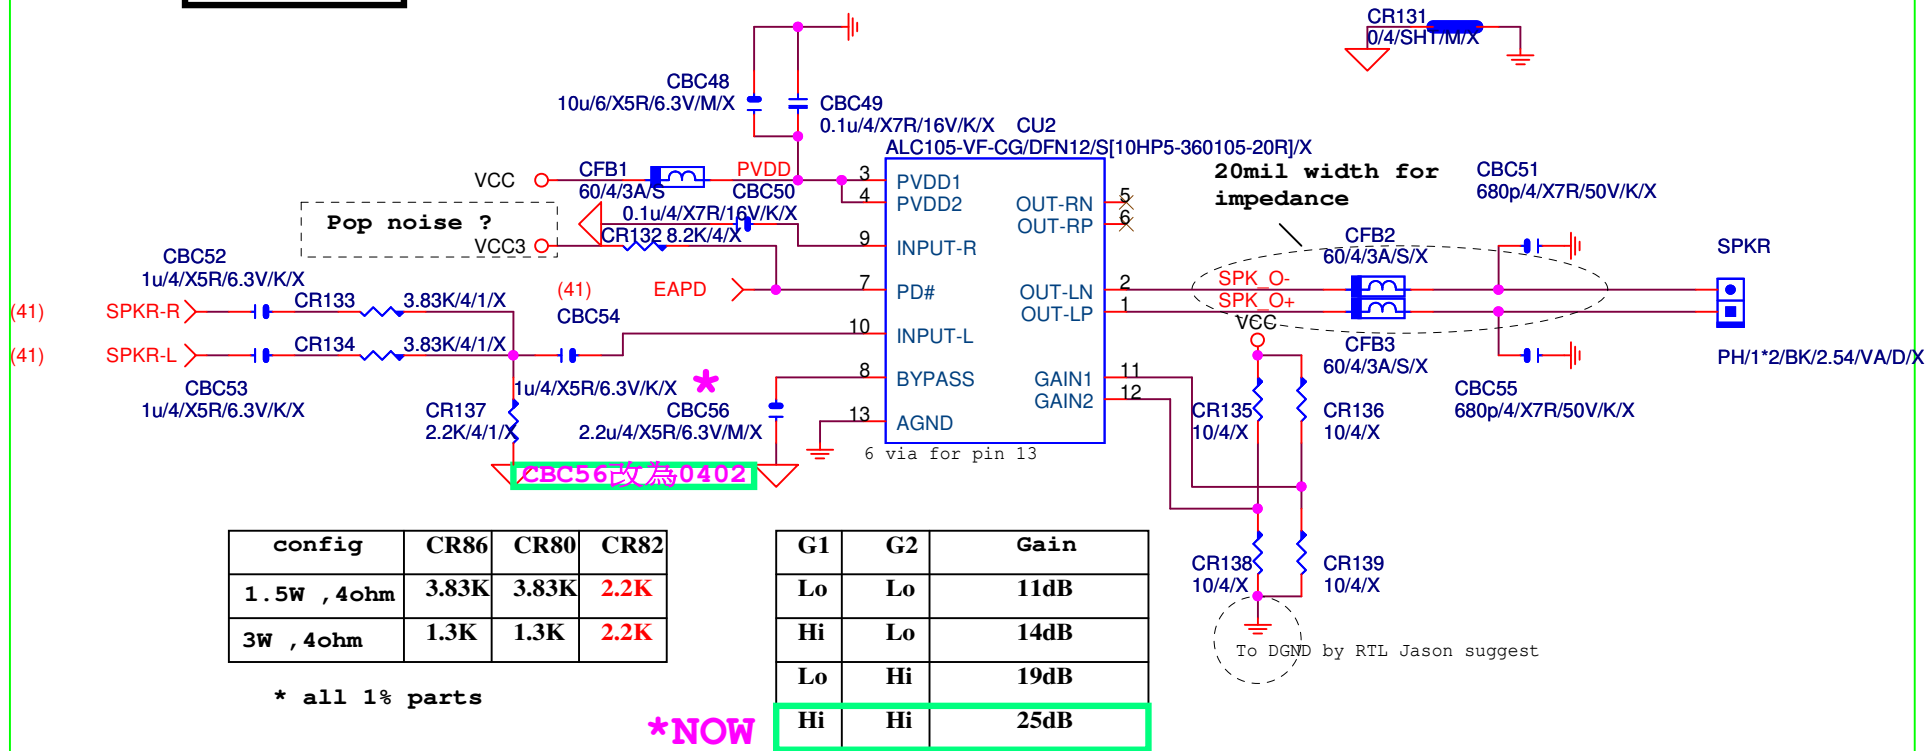 CR131
0/4/SHT/M/X
CBC48
10u/6/X5R/6.3V/M/X
CBC49
0.1u/4/X7R/16V/K/X
CU2
ALC105-VF-CG/DFN12/S[10HP5-360105-20R]/X
VCC
CFB1
60/4/3A/S
PVDD
CBC50
0.1u/4/X7R/16V/K/X
Pop noise ?
VCC3
CR132 8.2K/4/X
3
4
9
7
10
8
13
PVDD1
PVDD2
INPUT-R
PD#
INPUT-L
BYPASS
AGND
OUT-RN
OUT-RP
OUT-LN
OUT-LP
GAIN1
GAIN2
5
6
2
1
11
12
20mil width for
impedance
CBC51
680p/4/X7R/50V/K/X
CFB2
60/4/3A/S/X
SPKR
SPK_O-
SPK_O+
VCC
CFB3
60/4/3A/S/X
PH/1*2/BK/2.54/VA/D/X
CBC55
680p/4/X7R/50V/K/X
CBC52
1u/4/X5R/6.3V/K/X
(41)
SPKR-R
CR133
3.83K/4/1/X
(41)
EAPD
CBC54
(41)
SPKR-L
CR134
3.83K/4/1/X
CBC53
1u/4/X5R/6.3V/K/X
1u/4/X5R/6.3V/K/X
*
CR137
2.2K/4/1/X
CBC56
2.2u/4/X5R/6.3V/M/X
CBC56改為0402
6 via for pin 13
CR135
10/4/X
CR136
10/4/X
CR138
10/4/X
CR139
10/4/X
To DGND by RTL Jason suggest
config CR86 CR80 CR82
1.5W ,4ohm 3.83K 3.83K 2.2K
3W ,4ohm 1.3K 1.3K 2.2K
* all 1% parts
G1 G2 Gain
Lo Lo 11dB
Hi Lo 14dB
Lo Hi 19dB
Hi Hi 25dB
*NOW